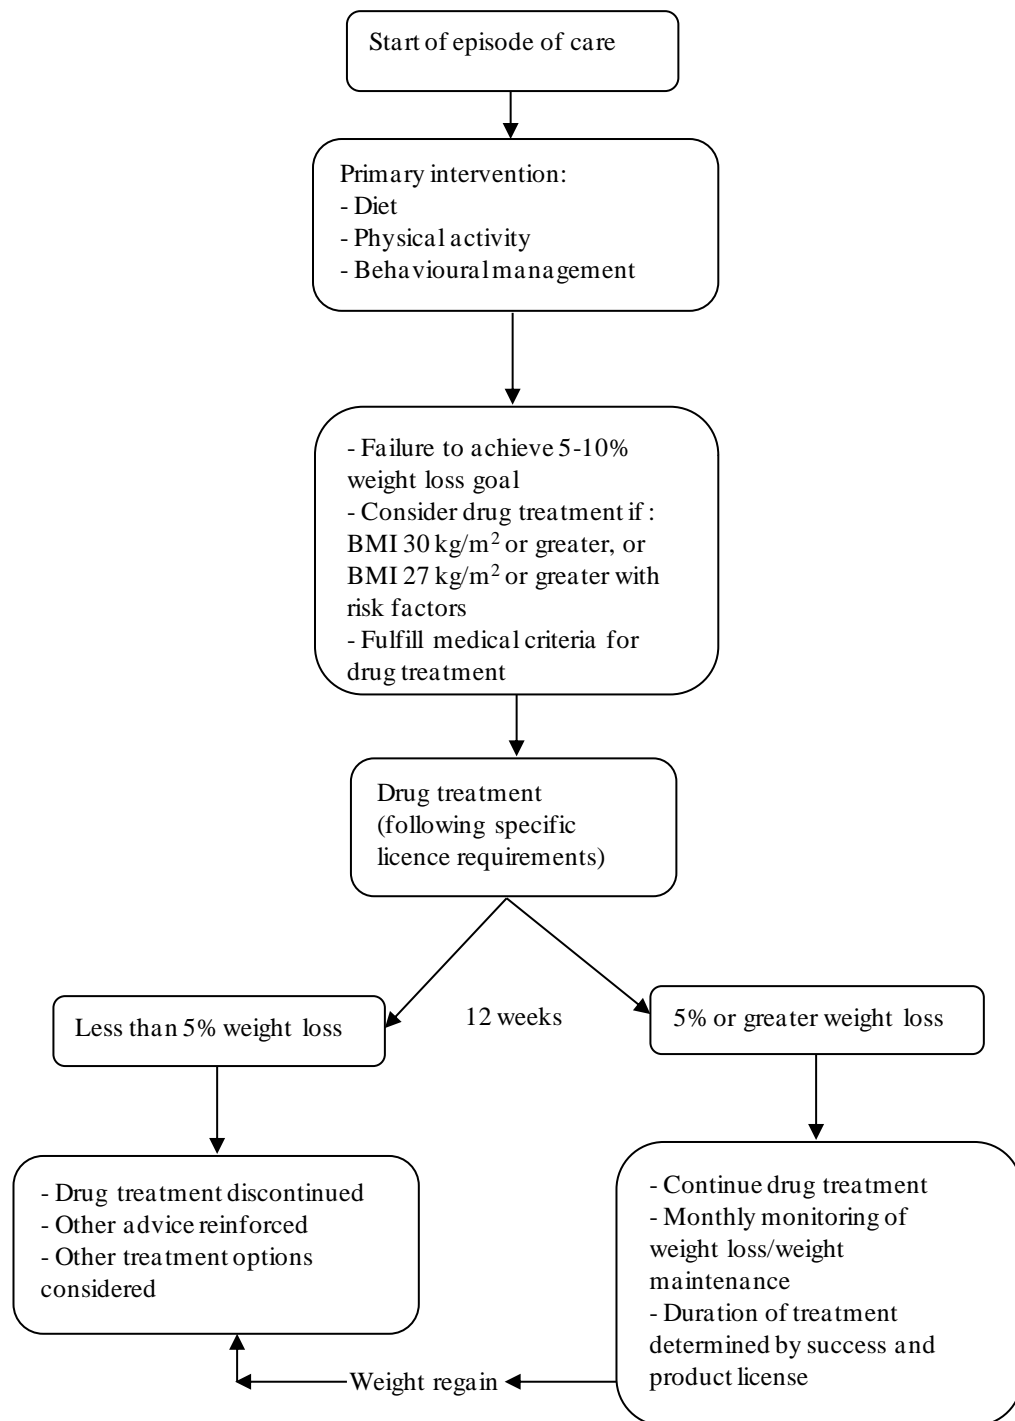 Start of episode of care
Primary intervention:
- Diet
- Physical activity
- Behavioural management
- Failure to achieve 5-10%
weight loss goal
- Consider drug treatment if :
BMI 30 kg/m² or greater, or
BMI 27 kg/m² or greater with
risk factors
- Fulfill medical criteria for
drug treatment
Drug treatment
(following specific
licence requirements)
Less than 5% weight loss
12 weeks
5% or greater weight loss
- Drug treatment discontinued
- Other advice reinforced
- Other treatment options
considered
- Continue drug treatment
- Monthly monitoring of
weight loss/weight
maintenance
- Duration of treatment
determined by success and
product license
Weight regain